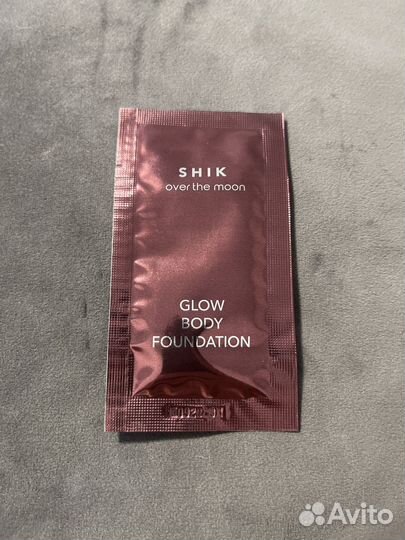 SHIK
over the moon
GLOW
BODY
FOUNDATION
Avito